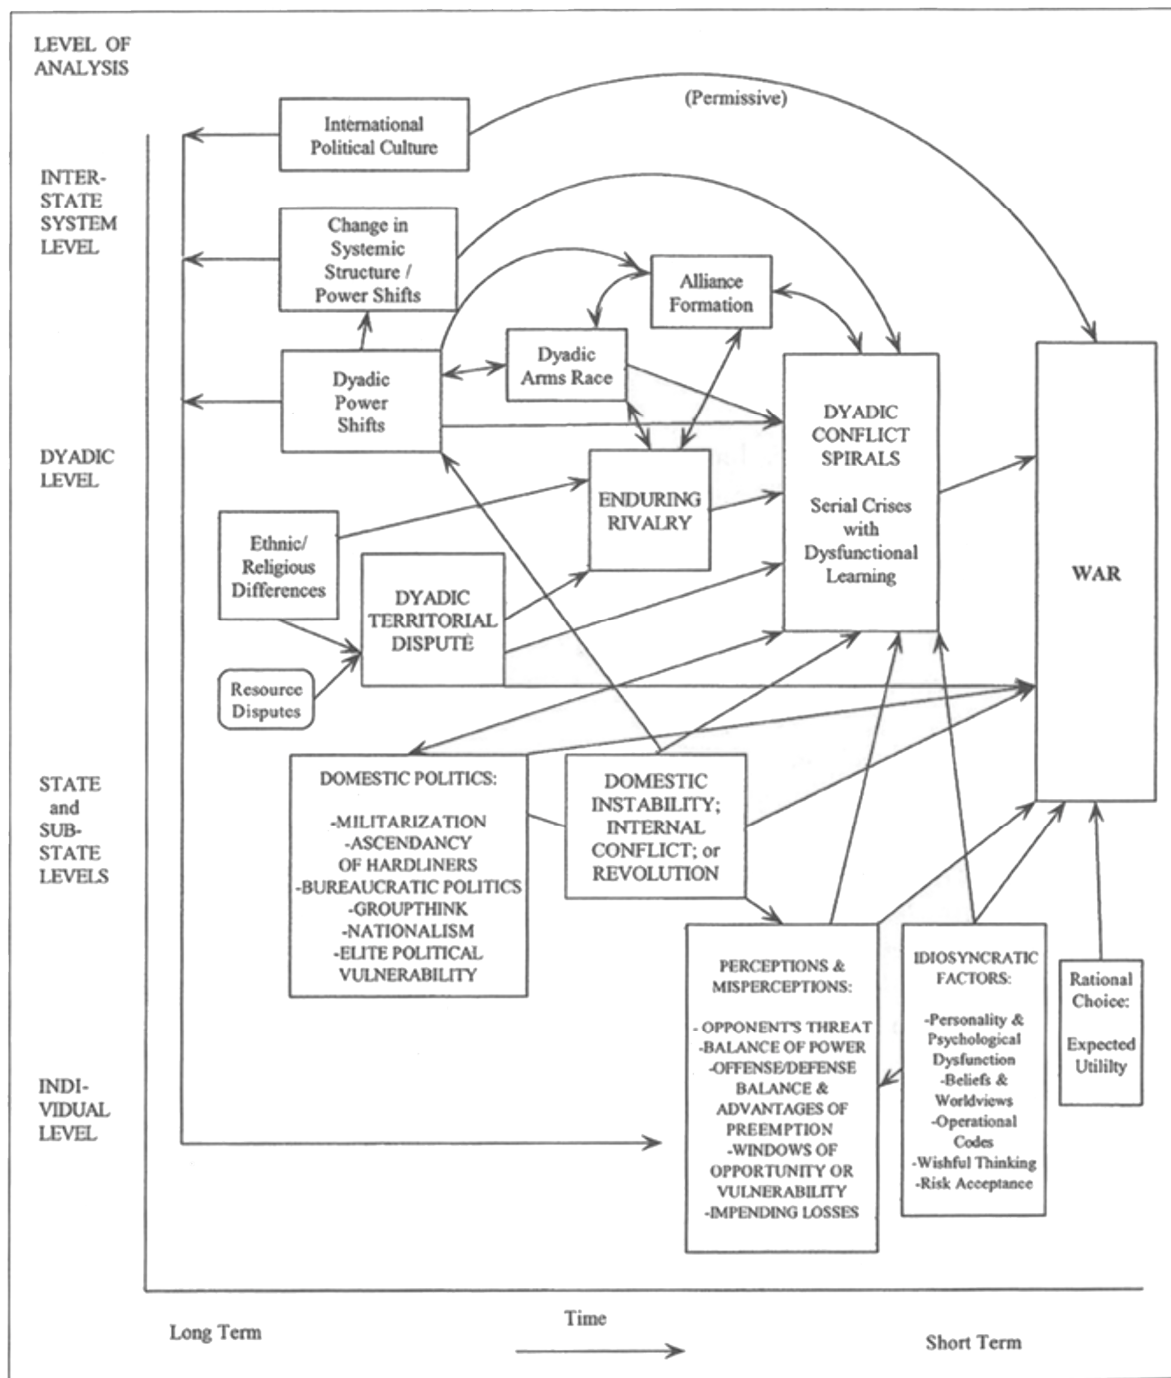 LEVEL OF
ANALYSIS
(Permissive)
International
Political Culture
INTER-
STATE
SYSTEM
LEVEL
Change in
Systemic
Structure /
Power Shifts
Alliance
Formation
Dyadic
Arms Race
Dyadic
Power
Shifts
DYADIC
CONFLICT
SPIRALS
Serial Crises
with
Dysfunctional
Learning
DYADIC
LEVEL
ENDURING
RIVALRY
Ethnic/
Religious
Differences
WAR
DYADIC
TERRITORIAL
DISPUTE
Resource
Disputes
STATE
and
SUB-
STATE
LEVELS
DOMESTIC POLITICS:
-MILITARIZATION
-ASCENDANCY
OF HARDLINERS
-BUREAUCRATIC POLITICS
-GROUPTHINK
-NATIONALISM
-ELITE POLITICAL
VULNERABILITY
DOMESTIC
INSTABILITY;
INTERNAL
CONFLICT; or
REVOLUTION
PERCEPTIONS &
MISPERCEPTIONS:
- OPPONENT'S THREAT
-BALANCE OF POWER
-OFFENSE/DEFENSE
BALANCE &
ADVANTAGES OF
PREEMPTION
-WINDOWS OF
OPPORTUNITY OR
VULNERABILITY
-IMPENDING LOSSES
IDIOSYNCRATIC
FACTORS:
-Personality &
Psychological
Dysfunction
-Beliefs &
Worldviews
-Operational
Codes
-Wishful Thinking
-Risk Acceptance
Rational
Choice:
Expected
Utililty
INDI-
VIDUAL
LEVEL
Long Term
Time
Short Term